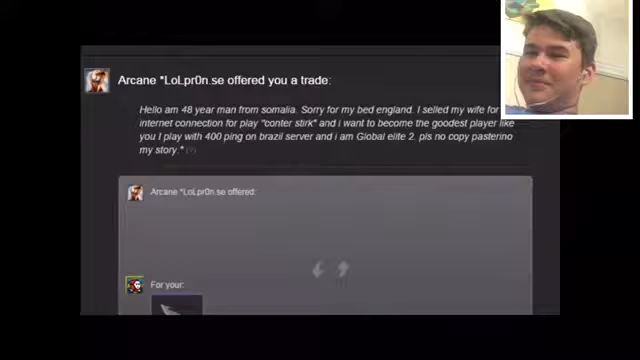 Arcane *LoLpr0n.se offered you a trade:
Hello am 48 year man from somalia. Sorry for my bed england. I selled my wife for
internet connection for play "conter stirk" and i want to become the goodest player like
you I play with 400 ping on brazil server and i am Global elite 2. pls no copy pasterino
my story." (?)
Arcane *LoLpr0n.se offered:
For your: